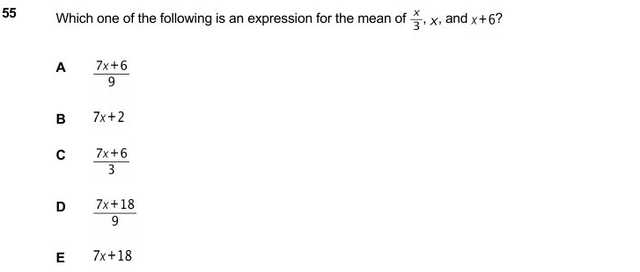 55 Which one of the following is an expression for the mean of x/3, x, and x+6?
A (7x+6)/9
B 7x+2
C (7x+6)/3
D (7x+18)/9
E 7x+18